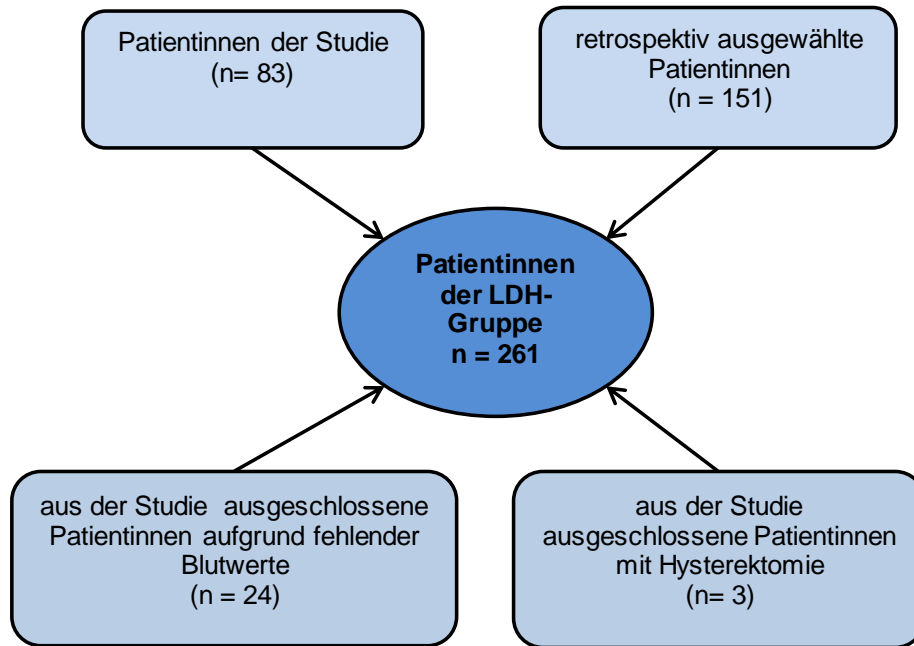 Patientinnen der Studie
(n= 83)
retrospektiv ausgewählte
Patientinnen
(n = 151)
Patientinnen
der LDH-
Gruppe
n = 261
aus der Studie ausgeschlossene
Patientinnen aufgrund fehlender
Blutwerte
(n = 24)
aus der Studie
ausgeschlossene Patientinnen
mit Hysterektomie
(n= 3)